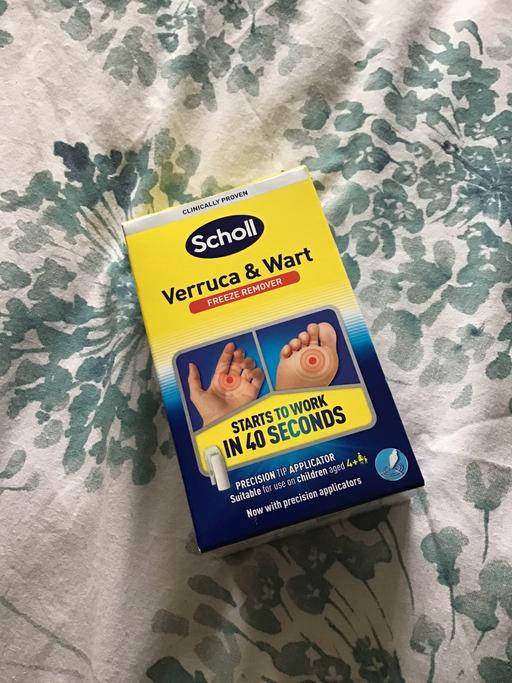 CLINICALLY PROVEN
Scholl
Verruca & Wart
FREEZE REMOVER
STARTS TO WORK
IN 40 SECONDS
PRECISION TIP APPLICATOR
Suitable for use on children aged 4+
Now with precision applicators